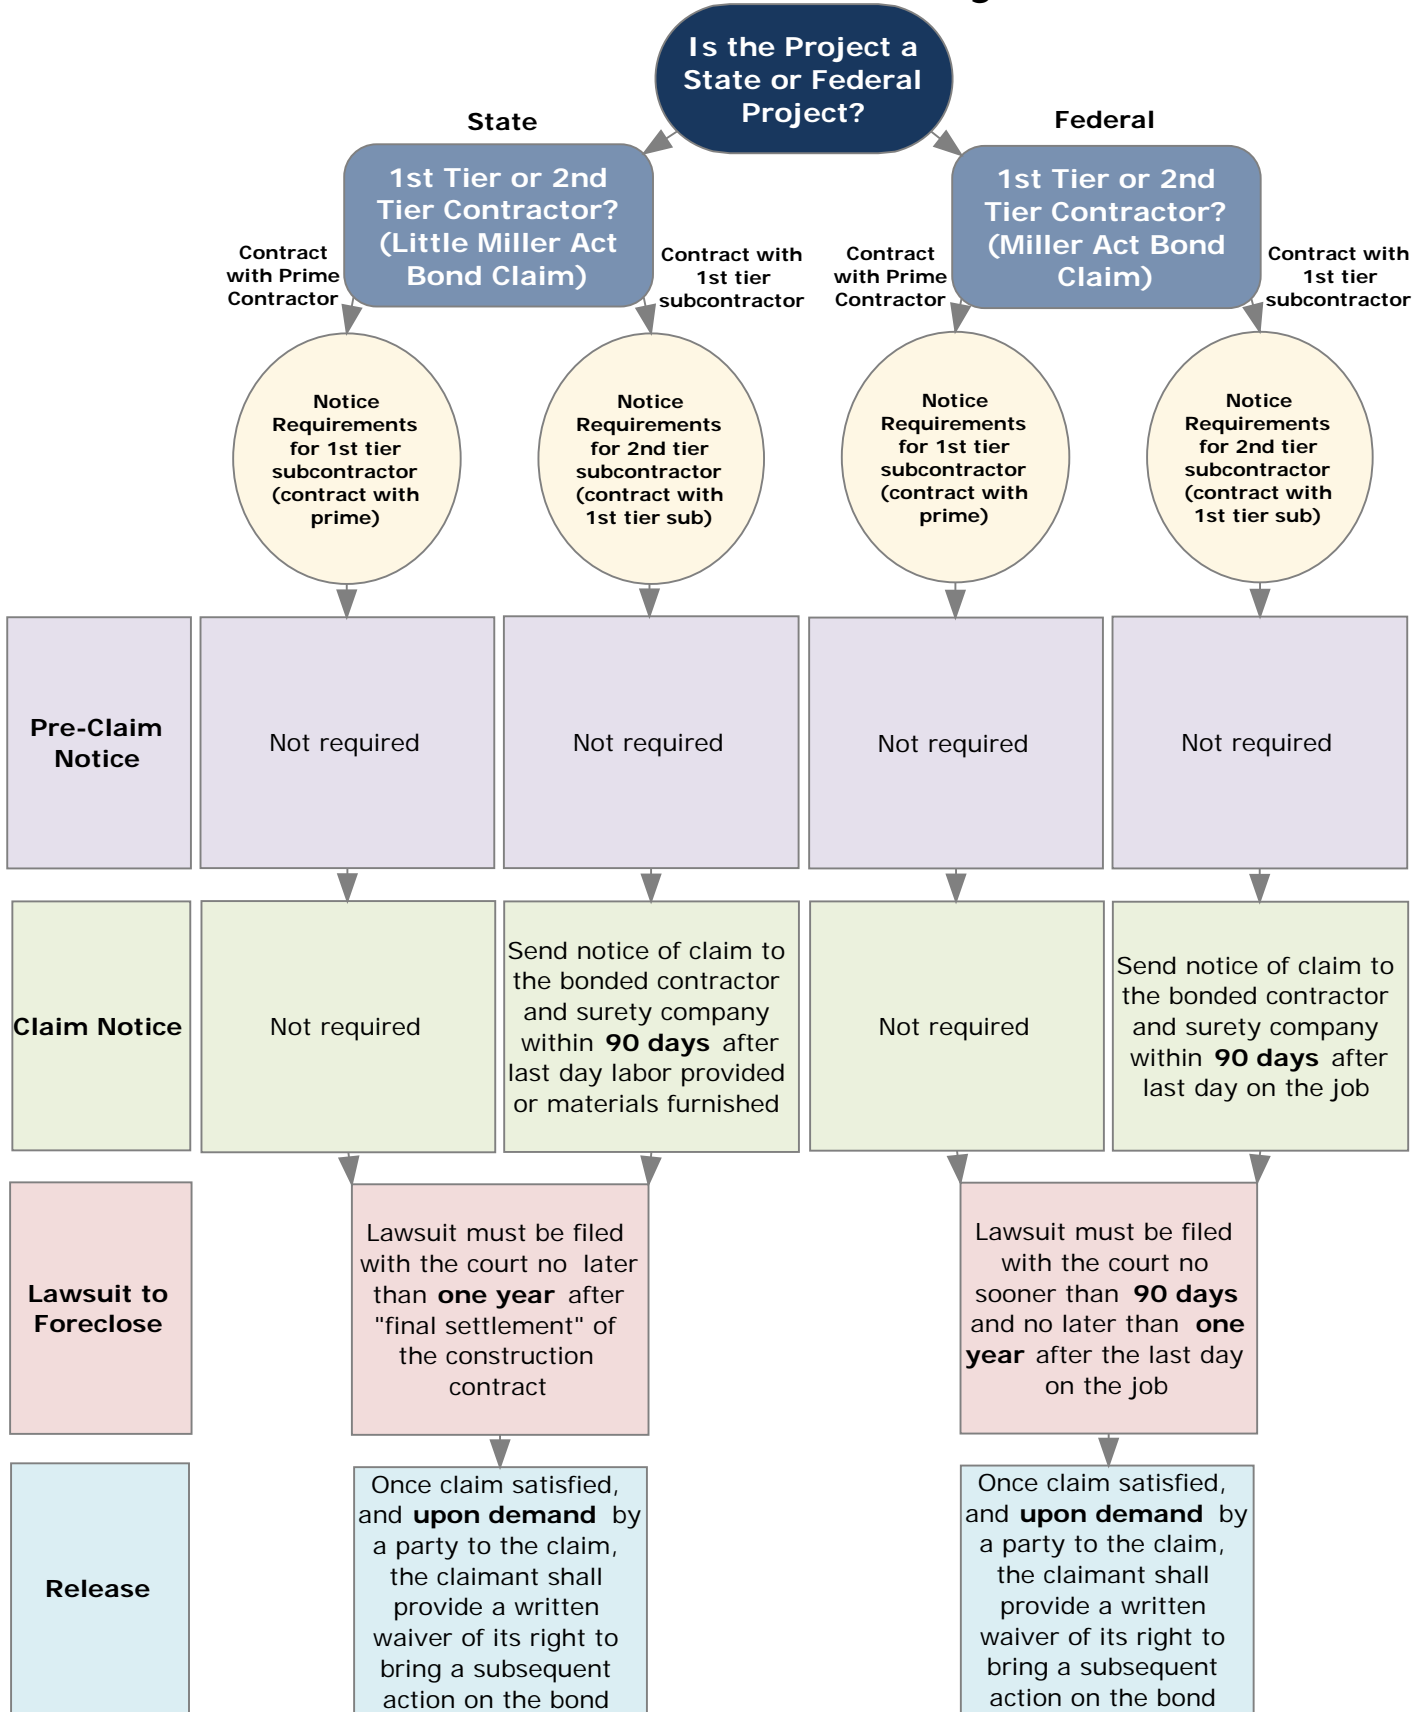 Is the Project a
State or Federal
Project?
State
Federal
1st Tier or 2nd
Tier Contractor?
(Little Miller Act
Bond Claim)
1st Tier or 2nd
Tier Contractor?
(Miller Act Bond
Claim)
Contract
with Prime
Contractor
Contract with
1st tier
subcontractor
Contract
with Prime
Contractor
Contract with
1st tier
subcontractor
Notice
Requirements
for 1st tier
subcontractor
(contract with
prime)
Notice
Requirements
for 2nd tier
subcontractor
(contract with
1st tier sub)
Notice
Requirements
for 1st tier
subcontractor
(contract with
prime)
Notice
Requirements
for 2nd tier
subcontractor
(contract with
1st tier sub)
Pre-Claim
Notice
Not required
Not required
Not required
Not required
Claim Notice
Not required
Send notice of claim to
the bonded contractor
and surety company
within 90 days after
last day labor provided
or materials furnished
Not required
Send notice of claim to
the bonded contractor
and surety company
within 90 days after
last day on the job
Lawsuit to
Foreclose
Lawsuit must be filed
with the court no later
than one year after
"final settlement" of
the construction
contract
Lawsuit must be filed
with the court no
sooner than 90 days
and no later than one
year after the last day
on the job
Release
Once claim satisfied,
and upon demand by
a party to the claim,
the claimant shall
provide a written
waiver of its right to
bring a subsequent
action on the bond
Once claim satisfied,
and upon demand by
a party to the claim,
the claimant shall
provide a written
waiver of its right to
bring a subsequent
action on the bond